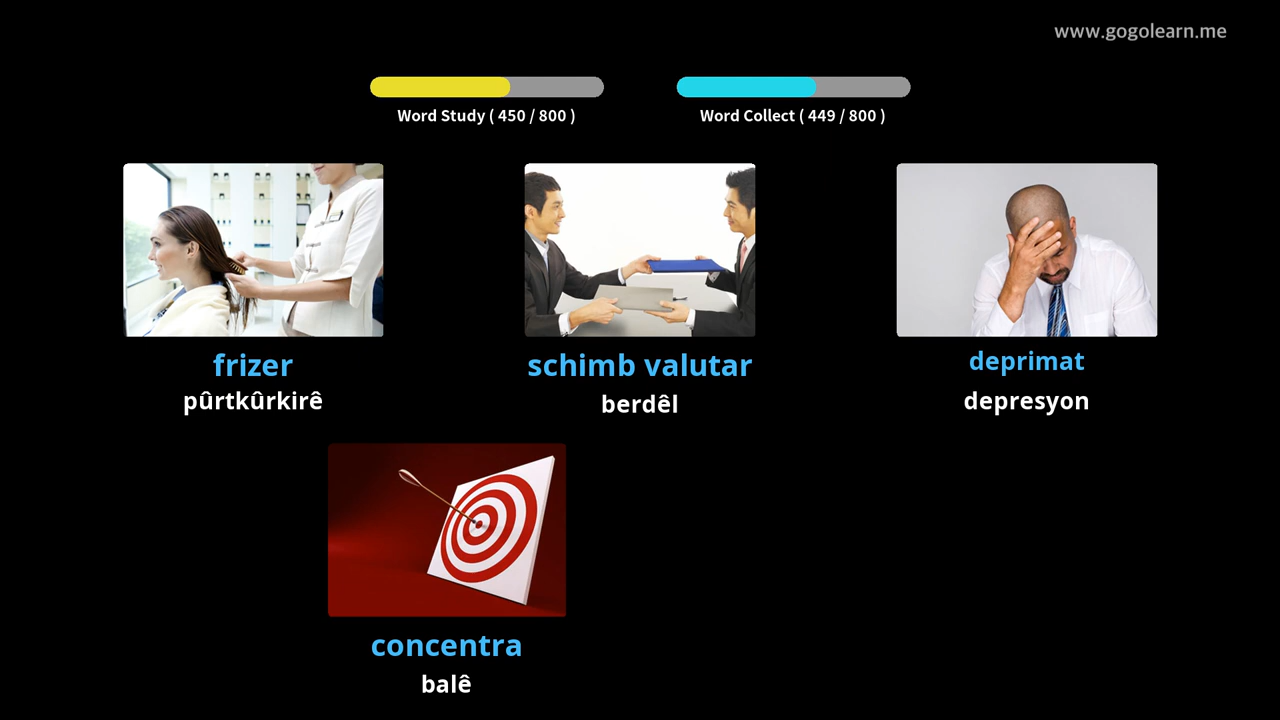 www.gogolearn.me
Word Study ( 450 / 800 )
Word Collect ( 449 / 800 )
frizer
pûrtkûrkirê
schimb valutar
berdêl
deprimat
depresyon
concentra
balê